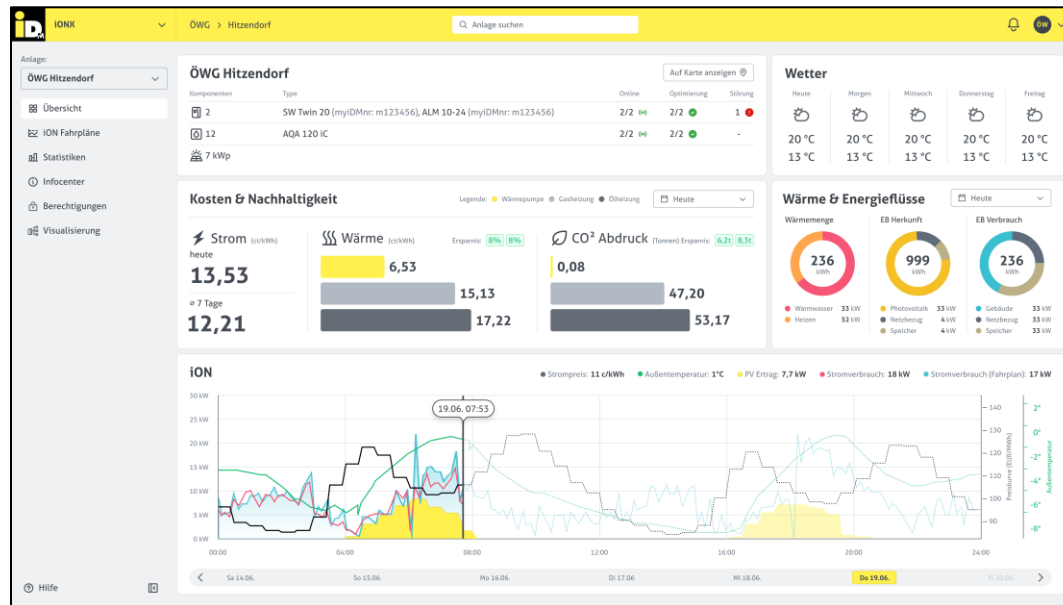 iDM
iONX
ÖWG > Hitzendorf
Anlage suchen
ÖW
Anlage:
ÖWG Hitzendorf
Übersicht
iON Fahrpläne
Statistiken
Infocenter
Berechtigungen
Visualisierung
Hilfe
ÖWG Hitzendorf
Auf Karte anzeigen
Komponenten Type Online Optimierung Störung
2 SW Twin 20 (myiDMnr: m123456), ALM 10-24 (myiDMnr: m123456) 2/2 2/2 1
12 AQA 120 iC 2/2 2/2 -
7 kWp
Wetter
Heute Morgen Mittwoch Donnerstag Freitag
20 °C 20 °C 20 °C 20 °C 20 °C
13 °C 13 °C 13 °C 13 °C 13 °C
Kosten & Nachhaltigkeit
Legende: Wärmepumpe Gasheizung Ölheizung
Heute
Strom (ct/kWh)
heute
13,53
ø 7 Tage
12,21
Wärme (ct/kWh) Ersparnis: 8% 8%
6,53
15,13
17,22
CO² Abdruck (Tonnen) Ersparnis: 6,2t 8,3t
0,08
47,20
53,17
Wärme & Energieflüsse
Heute
Wärmemenge EB Herkunft EB Verbrauch
236 999 236
kWh kWh kWh
Warmwasser 33 kW Photovoltaik 33 kW Gebäude 33 kW
Heizen 52 kW Netzbezug 4 kW Netzbezug 33 kW
Speicher 4 kW Speicher 33 kW
iON
Strompreis: 11 c/kWh Außentemperatur: 1°C PV Ertrag: 7,7 kW Stromverbrauch: 18 kW Stromverbrauch (Fahrplan): 17 kW
30 kW
25 kW
20 kW
15 kW
10 kW
5 kW
0 kW
19.06. 07:53
140
130
120
110
100
90
Preiskurve (EUR/MWh)
2°
0°
-2°
-4°
-6°
-8°
Außentemperatur
00:00 04:00 08:00 12:00 16:00 20:00 24:00
Sa 14.06. So 15.06. Mo 16.06. Di 17.06 Mi 18.06. Do 19.06. Fr 20.06.